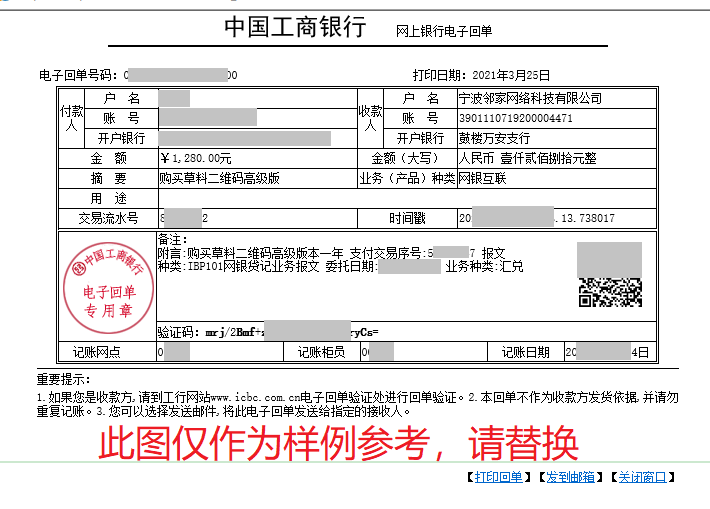 中国工商银行 网上银行电子回单
电子回单号码：0 00 打印日期：2021年3月25日
付款人 户 名 收款人 户 名 宁波邻家网络科技有限公司
账 号 账 号 3901110719200004471
开户银行 开户银行 鼓楼万安支行
金 额 ￥1,280.00元 金额（大写） 人民币 壹仟贰佰捌拾元整
摘 要 购买草料二维码高级版 业务（产品）种类 网银互联
用 途
交易流水号 8 2 时间戳 20 .13.738017
备注：
附言:购买草料二维码高级版本一年 支付交易序号:5 7 报文
种类:IBP101网银贷记业务报文 委托日期: 业务种类:汇兑
中国工商银行
电子回单
专用章
验证码：mrj/2Bmf+ ryCs=
记账网点 0 记账柜员 0 记账日期 20 4日
重要提示：
1.如果您是收款方,请到工行网站www.icbc.com.cn电子回单验证处进行回单验证。2.本回单不作为收款方发货依据,并请勿
重复记账。3.您可以选择发送邮件,将此电子回单发送给指定的接收人。
此图仅作为样例参考，请替换
【打印回单】【发到邮箱】【关闭窗口】